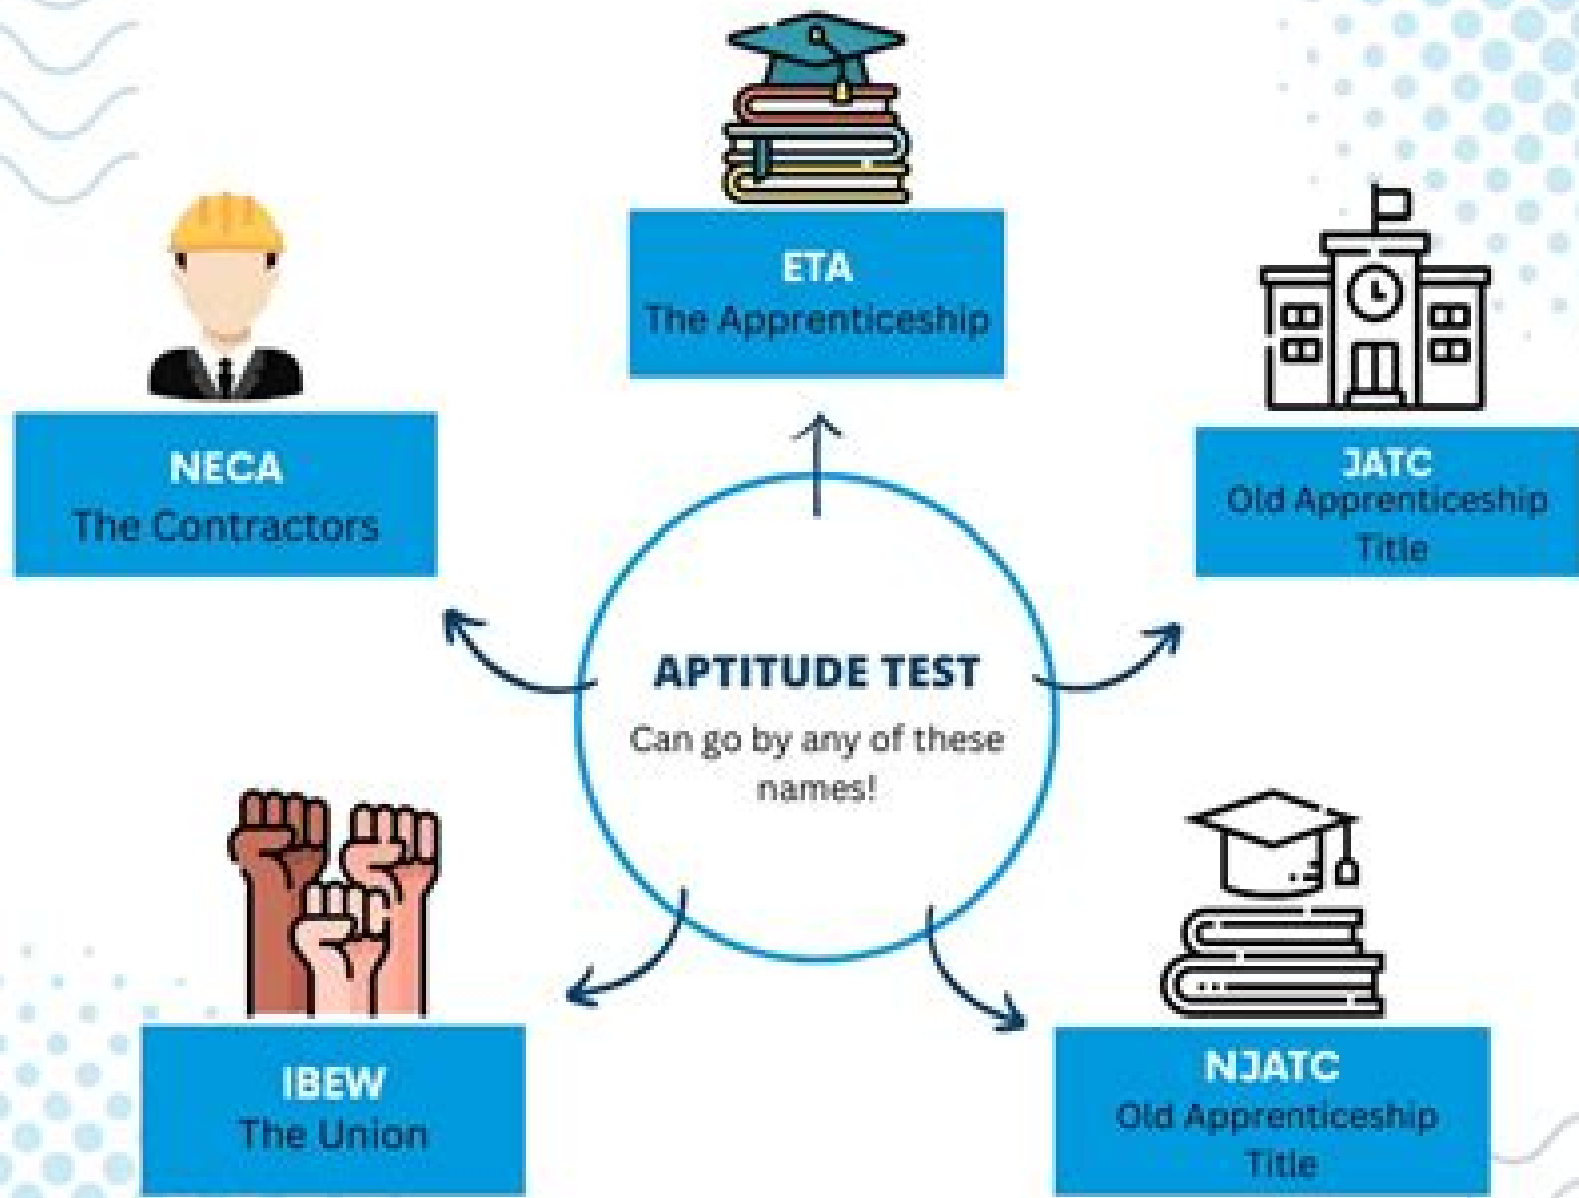 ETA
The Apprenticeship
NECA
The Contractors
JATC
Old Apprenticeship
Title
APTITUDE TEST
Can go by any of these
names!
IBEW
The Union
NJATC
Old Apprenticeship
Title